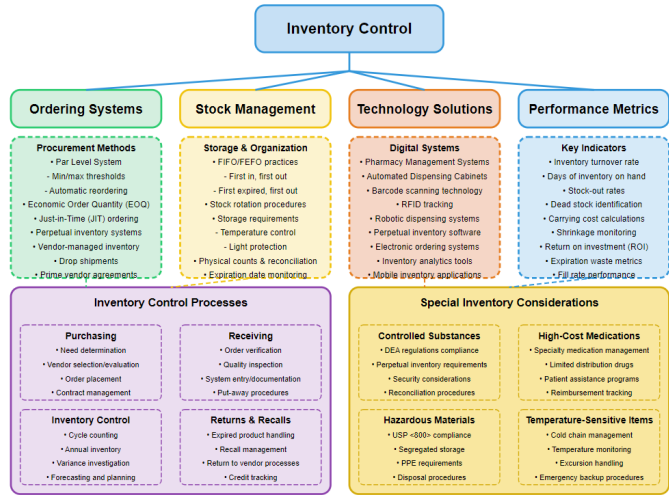 Inventory Control
Ordering Systems
Stock Management
Technology Solutions
Performance Metrics
Procurement Methods
• Par Level System
- Min/max thresholds
- Automatic reordering
• Economic Order Quantity (EOQ)
• Just-in-Time (JIT) ordering
• Perpetual inventory systems
• Vendor-managed inventory
• Drop shipments
• Prime vendor agreements
Storage & Organization
• FIFO/FEFO practices
- First in, first out
- First expired, first out
• Stock rotation procedures
• Storage requirements
- Temperature control
- Light protection
• Physical counts & reconciliation
• Expiration date monitoring
Digital Systems
• Pharmacy Management Systems
• Automated Dispensing Cabinets
• Barcode scanning technology
• RFID tracking
• Robotic dispensing systems
• Perpetual inventory software
• Electronic ordering systems
• Inventory analytics tools
• Mobile inventory applications
Key Indicators
• Inventory turnover rate
• Days of inventory on hand
• Stock-out rates
• Dead stock identification
• Carrying cost calculations
• Shrinkage monitoring
• Return on investment (ROI)
• Expiration waste metrics
• Fill rate performance
Inventory Control Processes
Purchasing
• Need determination
• Vendor selection/evaluation
• Order placement
• Contract management
Receiving
• Order verification
• Quality inspection
• System entry/documentation
• Put-away procedures
Inventory Control
• Cycle counting
• Annual inventory
• Variance investigation
• Forecasting and planning
Returns & Recalls
• Expired product handling
• Recall management
• Return to vendor processes
• Credit tracking
Special Inventory Considerations
Controlled Substances
• DEA regulations compliance
• Perpetual inventory requirements
• Security considerations
• Reconciliation procedures
High-Cost Medications
• Specialty medication management
• Limited distribution drugs
• Patient assistance programs
• Reimbursement tracking
Hazardous Materials
• USP <800> compliance
• Segregated storage
• PPE requirements
• Disposal procedures
Temperature-Sensitive Items
• Cold chain management
• Temperature monitoring
• Excursion handling
• Emergency backup procedures